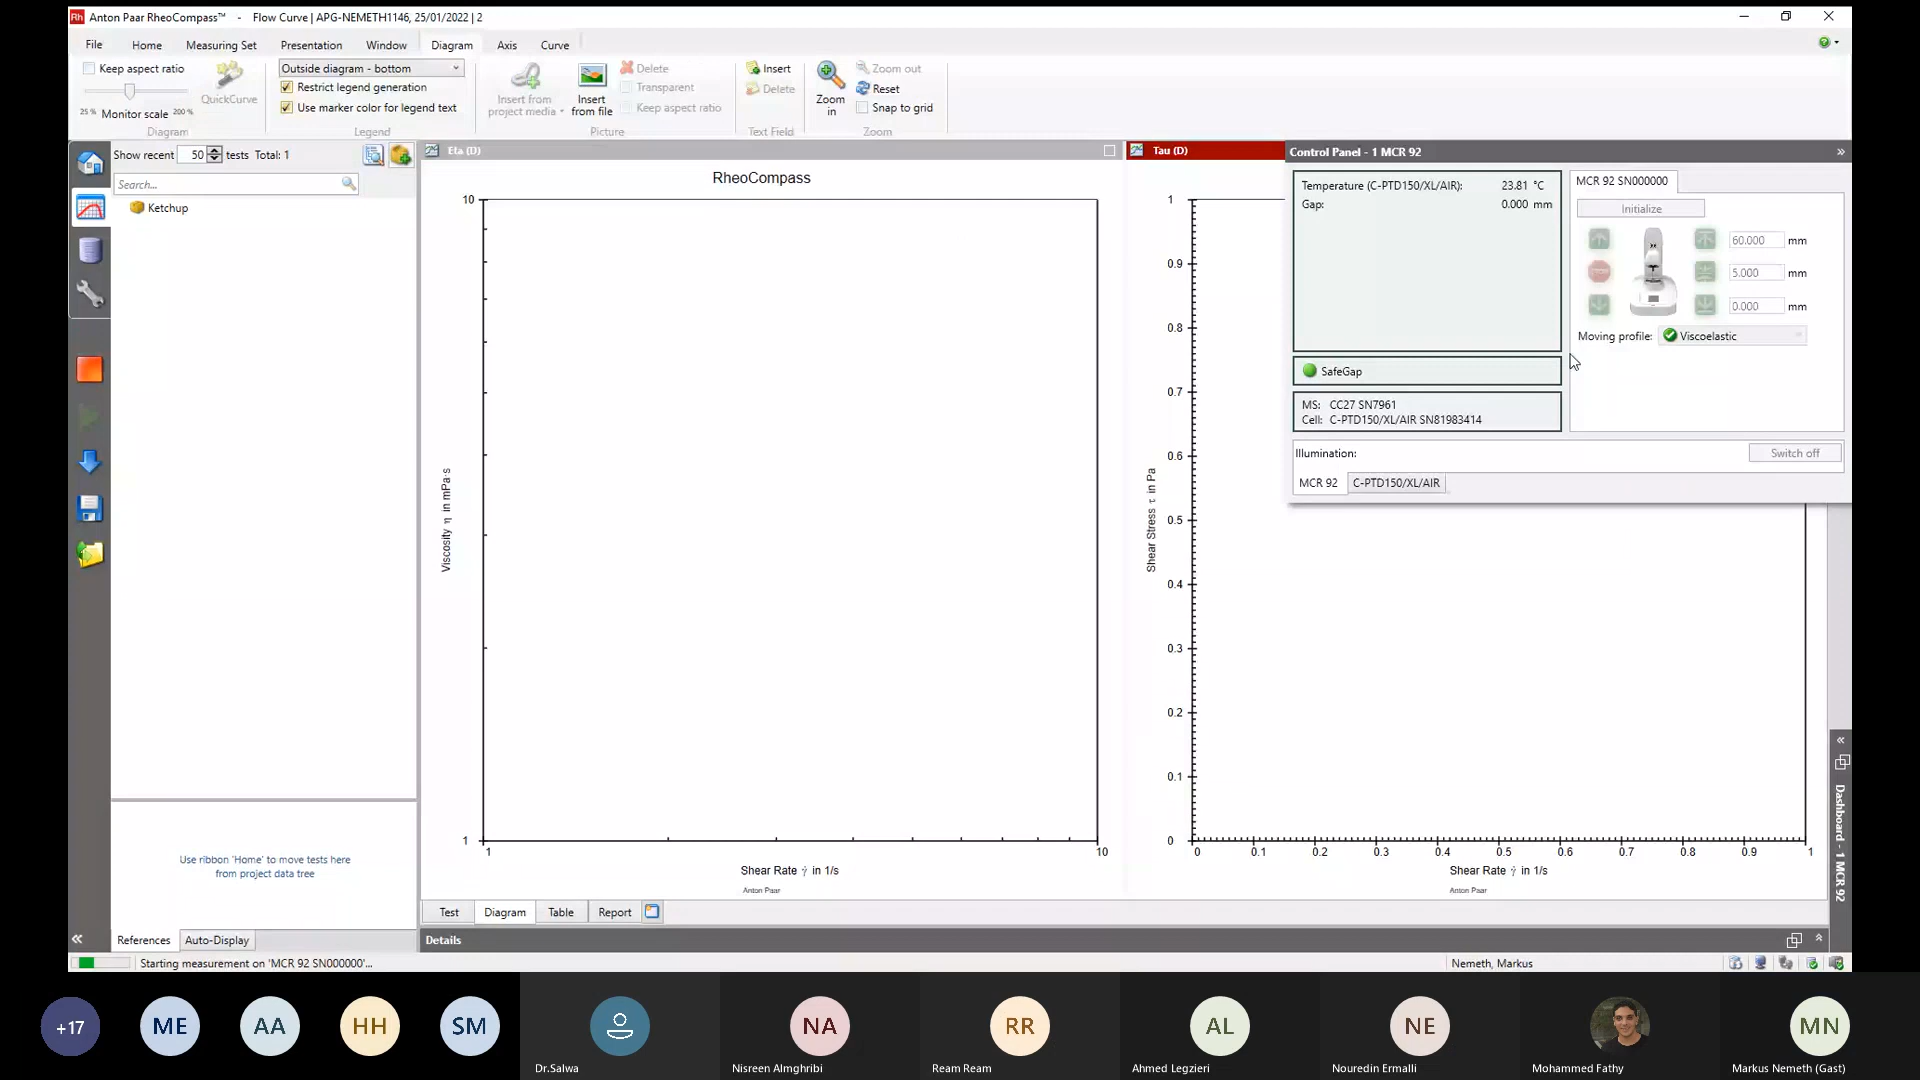 Rh Anton Paar RheoCompass™ - Flow Curve | APG-NEMETH1146, 25/01/2022 | 2
File Home Measuring Set Presentation Window Diagram Axis Curve
Keep aspect ratio
25 % Monitor scale 200 %
QuickCurve
Diagram
Outside diagram - bottom
Restrict legend generation
Use marker color for legend text
Legend
Insert from
project media
Insert
from file
Delete
Transparent
Keep aspect ratio
Picture
Insert
Delete
Text Field
Zoom
in
Zoom out
Reset
Snap to grid
Zoom
Show recent 50 tests Total: 1
Search...
Ketchup
Use ribbon 'Home' to move tests here
from project data tree
References Auto-Display
Eta (D)
RheoCompass
10
1
Viscosity η in mPa·s
1 10
Shear Rate γ̇ in 1/s
Anton Paar
Tau (D)
1
0.9
0.8
0.7
0.6
0.5
0.4
0.3
0.2
0.1
0
Shear Stress τ in Pa
0 0.1 0.2 0.3 0.4 0.5 0.6 0.7 0.8 0.9 1
Shear Rate γ̇ in 1/s
Anton Paar
Control Panel - 1 MCR 92
Temperature (C-PTD150/XL/AIR): 23.81 °C
Gap: 0.000 mm
SafeGap
MS: CC27 SN7961
Cell: C-PTD150/XL/AIR SN81983414
MCR 92 SN000000
Initialize
60.000 mm
5.000 mm
0.000 mm
Moving profile: Viscoelastic
Illumination: Switch off
MCR 92 C-PTD150/XL/AIR
Dashboard - 1 MCR 92
Test Diagram Table Report
Details
Starting measurement on 'MCR 92 SN000000'...
Nemeth, Markus
+17 ME AA HH SM NA RR AL NE MN
Dr.Salwa Nisreen Almghribi Ream Ream Ahmed Legzieri Nouredin Ermalli Mohammed Fathy Markus Nemeth (Gast)